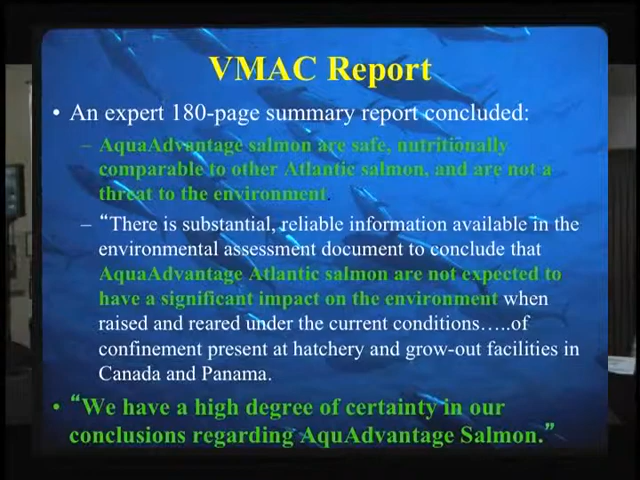 VMAC Report
• An expert 180-page summary report concluded:
– AquaAdvantage salmon are safe, nutritionally
comparable to other Atlantic salmon, and are not a
threat to the environment.
– “There is substantial, reliable information available in the
environmental assessment document to conclude that
AquaAdvantage Atlantic salmon are not expected to
have a significant impact on the environment when
raised and reared under the current conditions…..of
confinement present at hatchery and grow-out facilities in
Canada and Panama.
• “We have a high degree of certainty in our
conclusions regarding AquAdvantage Salmon.”